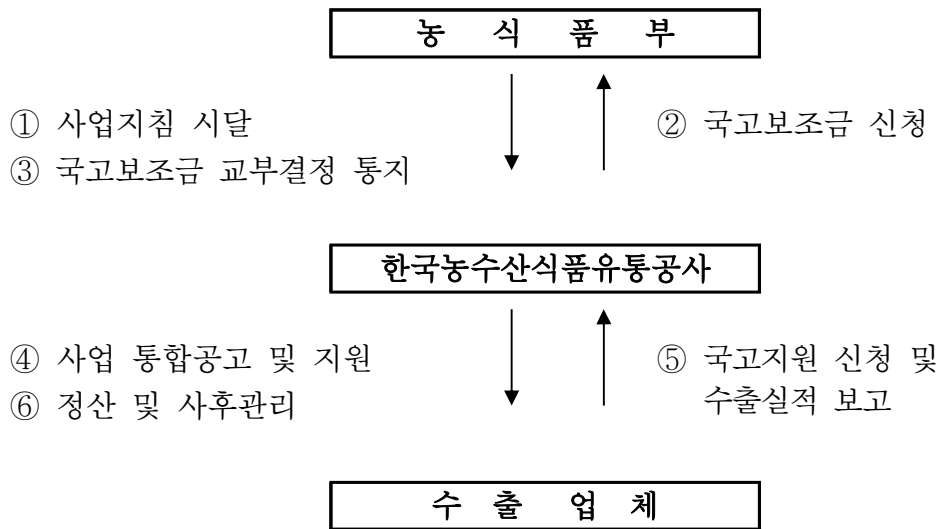 농 식 품 부
① 사업지침 시달
② 국고보조금 신청
③ 국고보조금 교부결정 통지
한국농수산식품유통공사
④ 사업 통합공고 및 지원
⑤ 국고지원 신청 및
⑥ 정산 및 사후관리
수출실적 보고
수 출 업 체